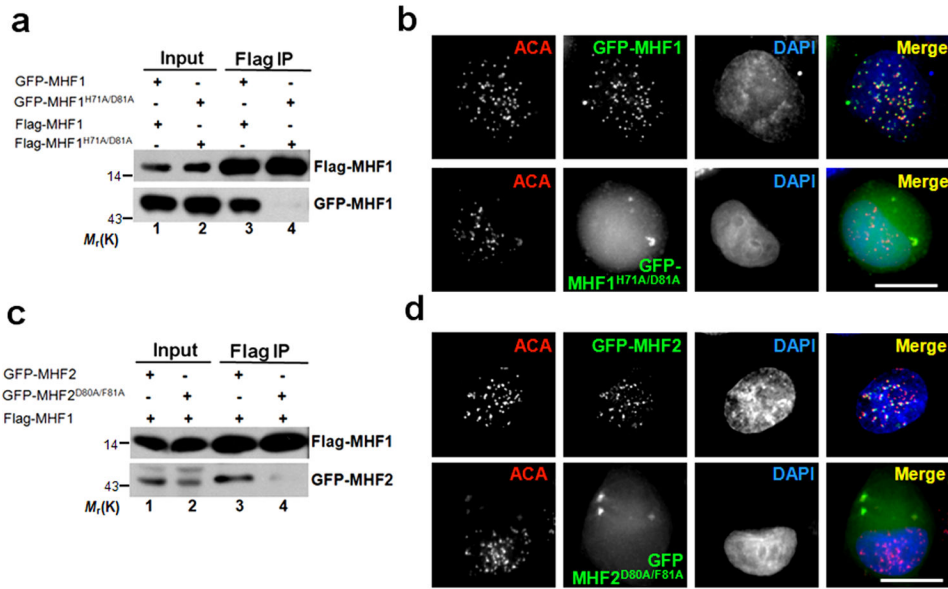 a
Input Flag IP
GFP-MHF1 + - + -
GFP-MHF1H71A/D81A - + - +
Flag-MHF1 + - + -
Flag-MHF1H71A/D81A - + - +
14 Flag-MHF1
43 GFP-MHF1
Mr(K) 1 2 3 4
b
ACA GFP-MHF1 DAPI Merge
ACA GFP-MHF1H71A/D81A DAPI Merge
c
Input Flag IP
GFP-MHF2 + - + -
GFP-MHF2D80A/F81A - + - +
Flag-MHF1 + + + +
14 Flag-MHF1
43 GFP-MHF2
Mr(K) 1 2 3 4
d
ACA GFP-MHF2 DAPI Merge
ACA DAPI Merge
GFP
MHF2D80A/F81A